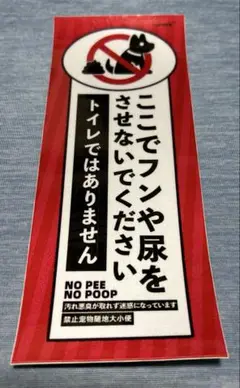 ここでフンや尿を
させないでください
トイレではありません
NO PEE
NO POOP
汚れ悪臭が取れず迷惑になっています
禁止宠物随地大小便